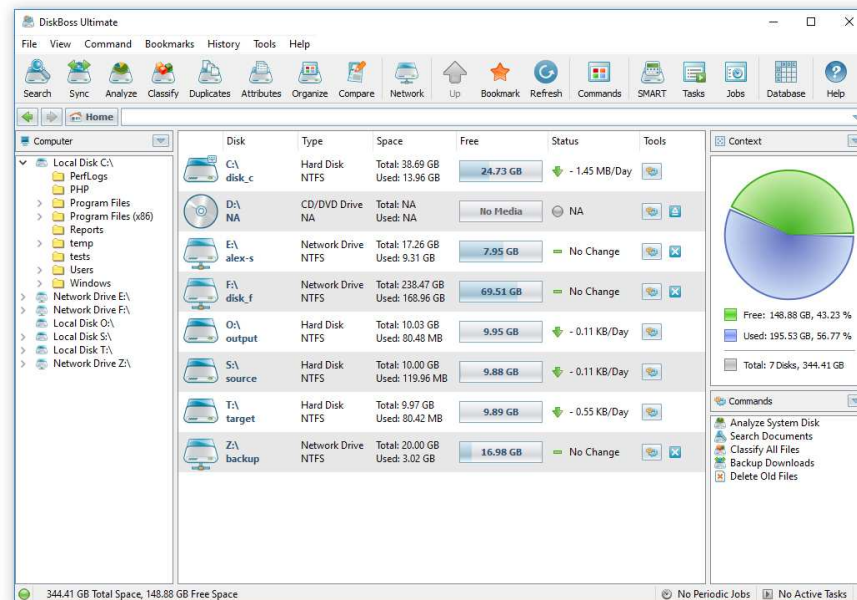 DiskBoss Ultimate
File View Command Bookmarks History Tools Help
Search Sync Analyze Classify Duplicates Attributes Organize Compare Network Up Bookmark Refresh Commands SMART Tasks Jobs Database Help
Home
Computer
Local Disk C:\
PerfLogs
PHP
Program Files
Program Files (x86)
Reports
temp
tests
Users
Windows
Network Drive E:\
Network Drive F:\
Local Disk O:\
Local Disk S:\
Local Disk T:\
Network Drive Z:\
Disk Type Space Free Status Tools
C:\ Hard Disk Total: 38.69 GB
disk_c NTFS Used: 13.96 GB
24.73 GB - 1.45 MB/Day
D:\ CD/DVD Drive Total: NA
NA NA Used: NA
No Media NA
E:\ Network Drive Total: 17.26 GB
alex-s NTFS Used: 9.31 GB
7.95 GB No Change
F:\ Network Drive Total: 238.47 GB
disk_f NTFS Used: 168.96 GB
69.51 GB No Change
O:\ Hard Disk Total: 10.03 GB
output NTFS Used: 80.48 MB
9.95 GB - 0.11 KB/Day
S:\ Hard Disk Total: 10.00 GB
source NTFS Used: 119.96 MB
9.88 GB - 0.11 KB/Day
T:\ Hard Disk Total: 9.97 GB
target NTFS Used: 80.42 MB
9.89 GB - 0.55 KB/Day
Z:\ Network Drive Total: 20.00 GB
backup NTFS Used: 3.02 GB
16.98 GB No Change
Context
Free: 148.88 GB, 43.23 %
Used: 195.53 GB, 56.77 %
Total: 7 Disks, 344.41 GB
Commands
Analyze System Disk
Search Documents
Classify All Files
Backup Downloads
Delete Old Files
344.41 GB Total Space, 148.88 GB Free Space
No Periodic Jobs No Active Tasks